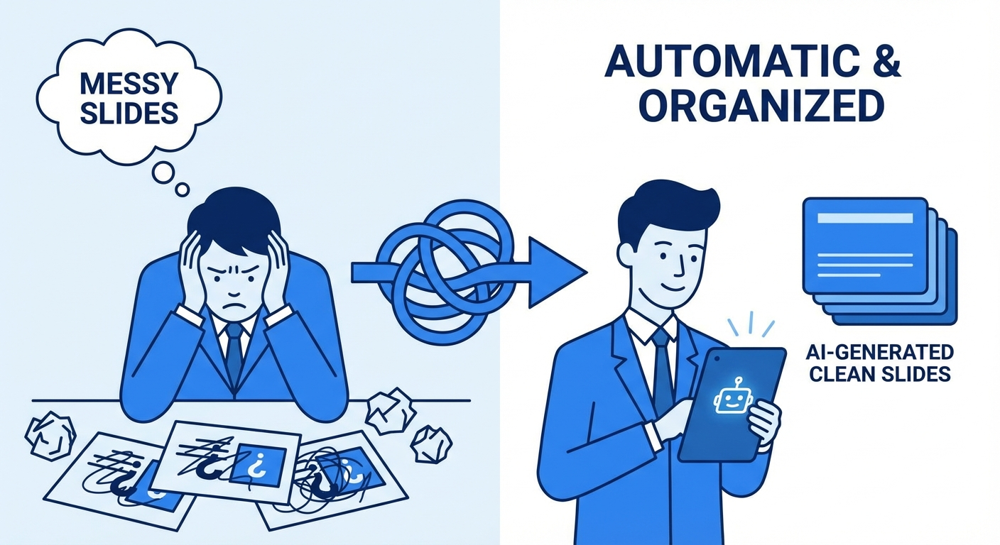 MESSY
SLIDES
AUTOMATIC &
ORGANIZED
¿
¿
¿
AI-GENERATED
CLEAN SLIDES